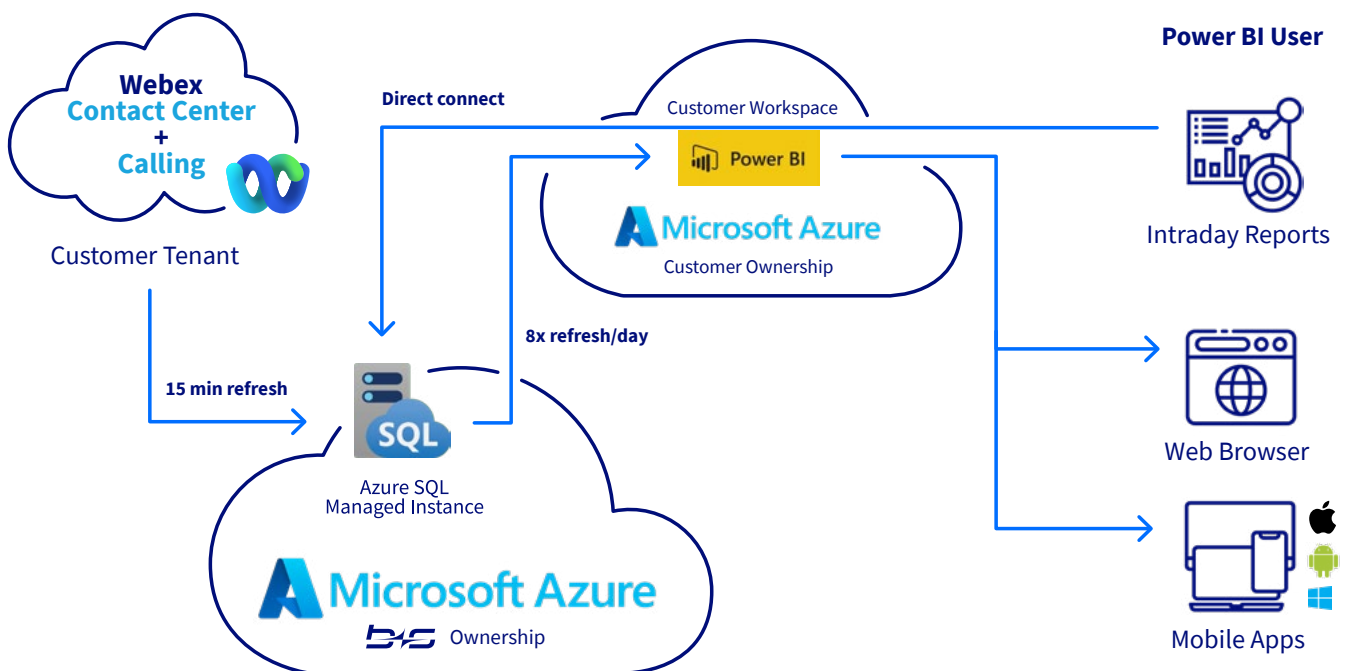 Power BI User
Webex
Contact Center
+
Calling
Customer Tenant
Direct connect
Customer Workspace
Power BI
Microsoft Azure
Customer Ownership
Intraday Reports
15 min refresh
8x refresh/day
SQL
Azure SQL
Managed Instance
Microsoft Azure
Ownership
Web Browser
Mobile Apps